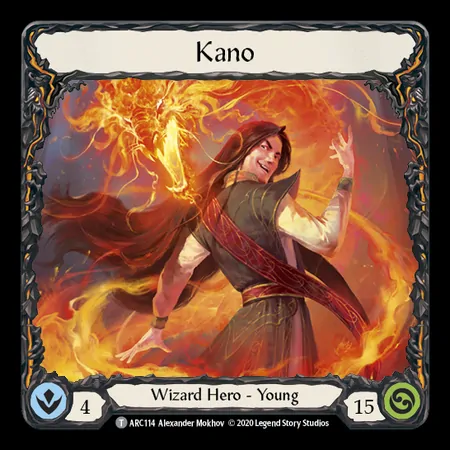 Kano
Wizard Hero - Young
4
15
T ARC114 Alexander Mokhov © 2020 Legend Story Studios